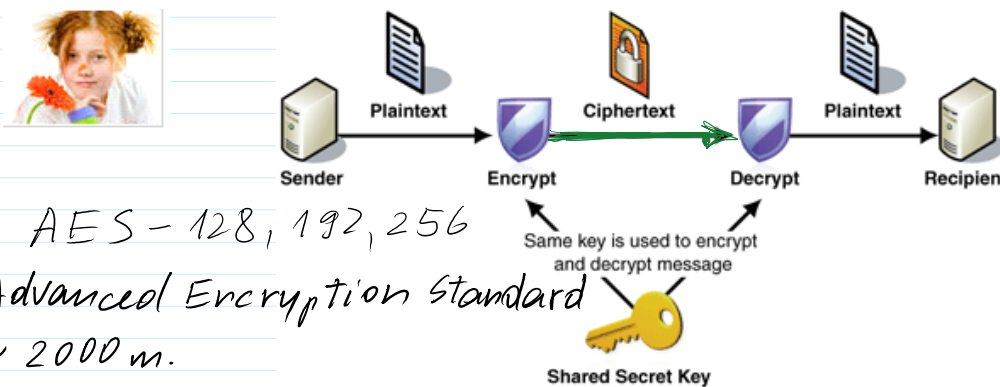 Plaintext
Ciphertext
Plaintext
Sender
Encrypt
Decrypt
Recipien
AES - 128, 192, 256
Same key is used to encrypt
and decrypt message
Advanced Encryption Standard
2000 m.
Shared Secret Key